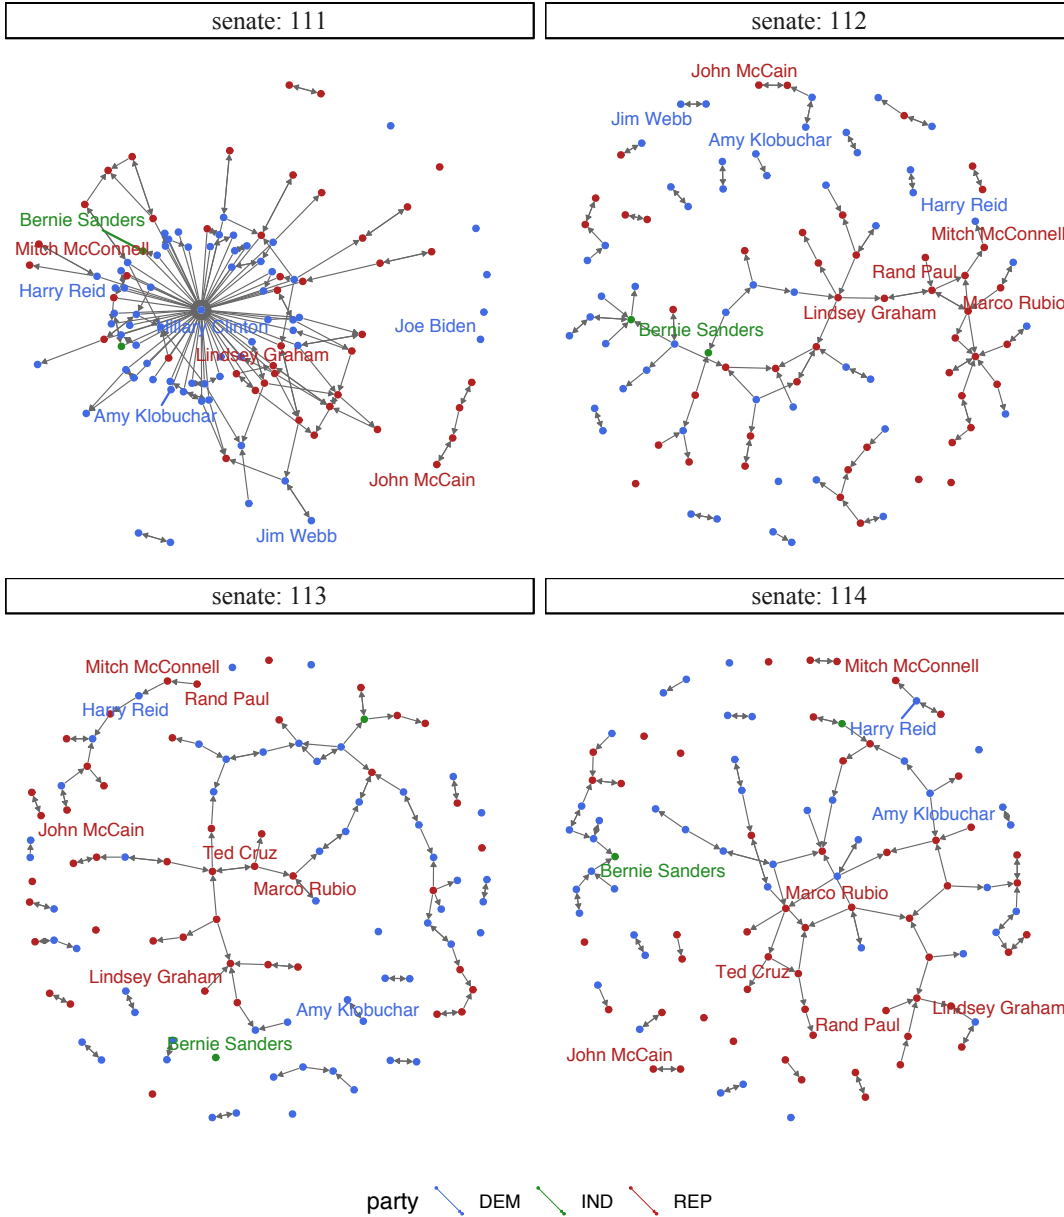 senate: 111
senate: 112
Bernie Sanders
Mitch McConnell
Harry Reid
Hillary Clinton
Joe Biden
Lindsey Graham
Amy Klobuchar
John McCain
Jim Webb
John McCain
Jim Webb
Amy Klobuchar
Harry Reid
Mitch McConnell
Rand Paul
Marco Rubio
Lindsey Graham
Bernie Sanders
senate: 113
senate: 114
Mitch McConnell
Rand Paul
Harry Reid
John McCain
Ted Cruz
Marco Rubio
Lindsey Graham
Amy Klobuchar
Bernie Sanders
Mitch McConnell
Harry Reid
Amy Klobuchar
Bernie Sanders
Marco Rubio
Ted Cruz
Lindsey Graham
Rand Paul
John McCain
party DEM IND REP